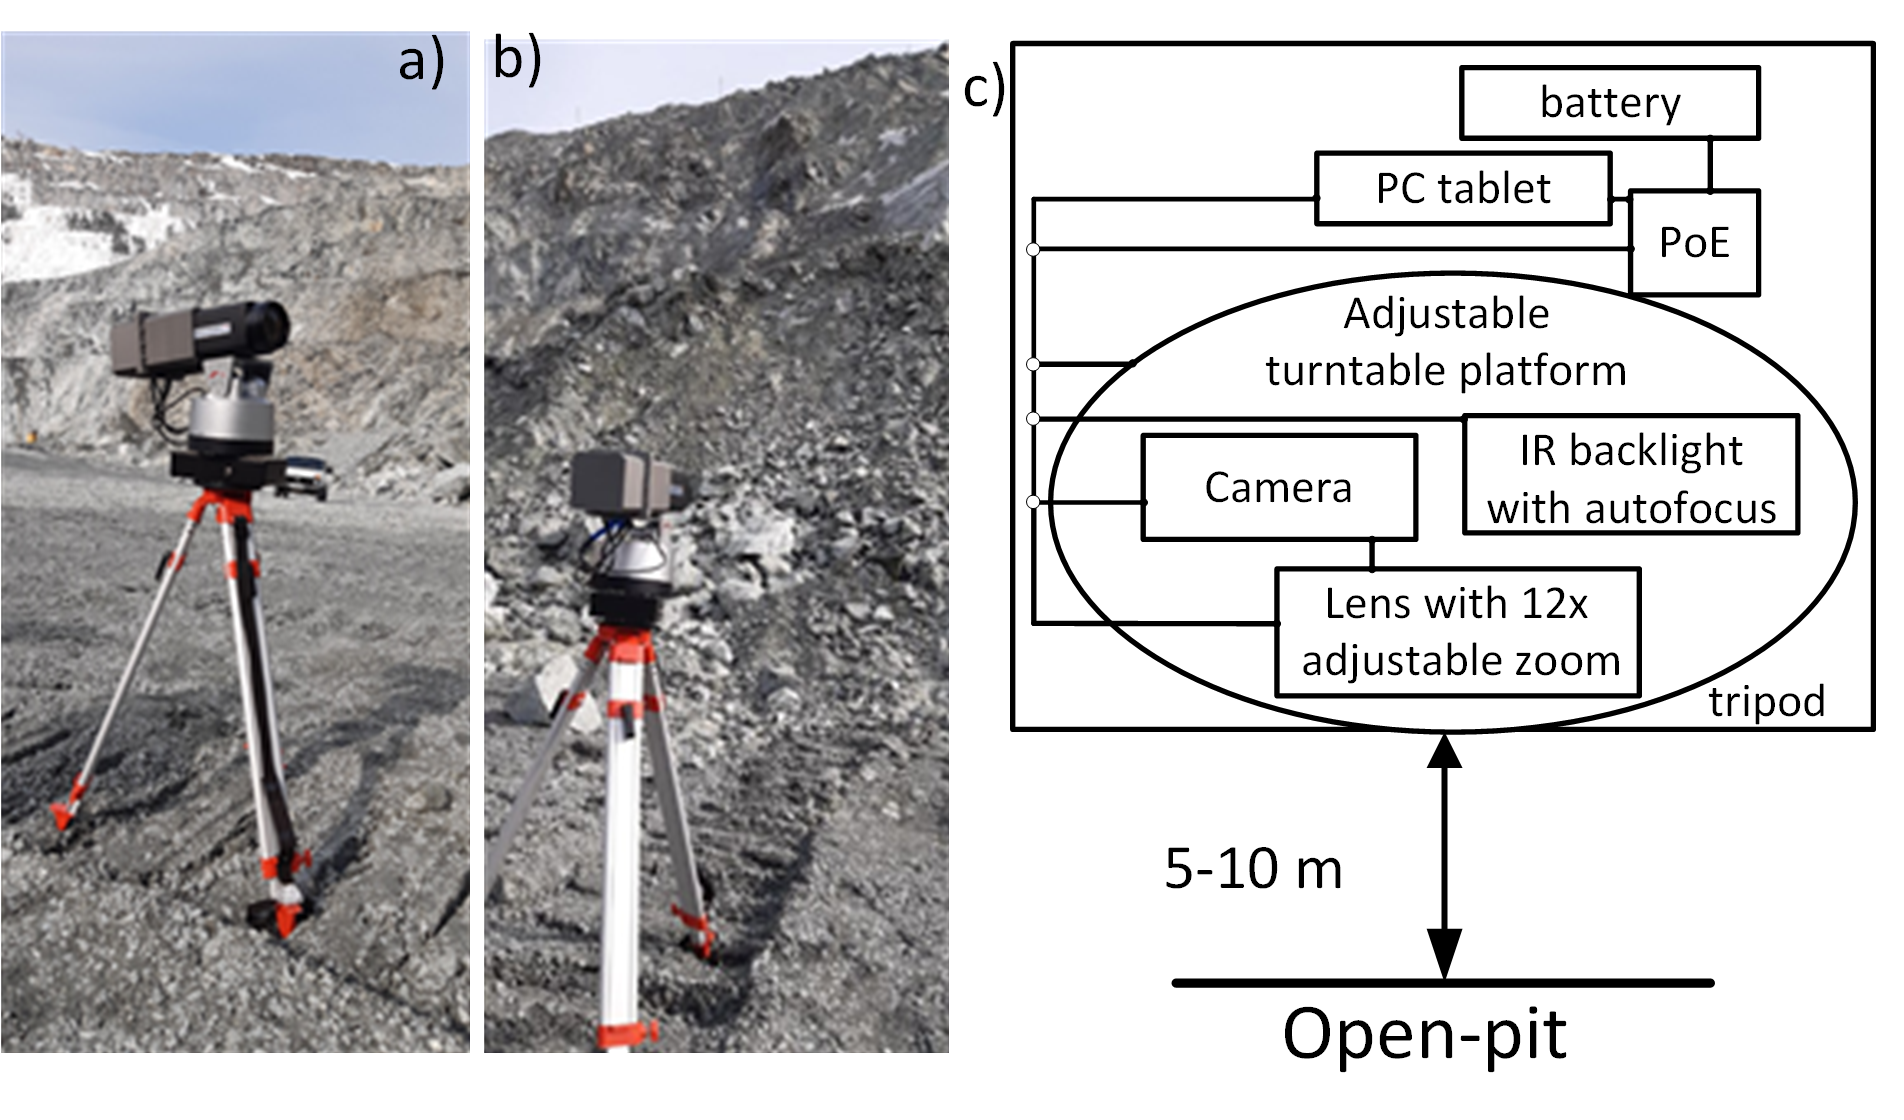 a)
b)
c)
battery
PC tablet
PoE
Adjustable
turntable platform
IR backlight
with autofocus
Camera
Lens with 12x
adjustable zoom
tripod
5-10 m
Open-pit